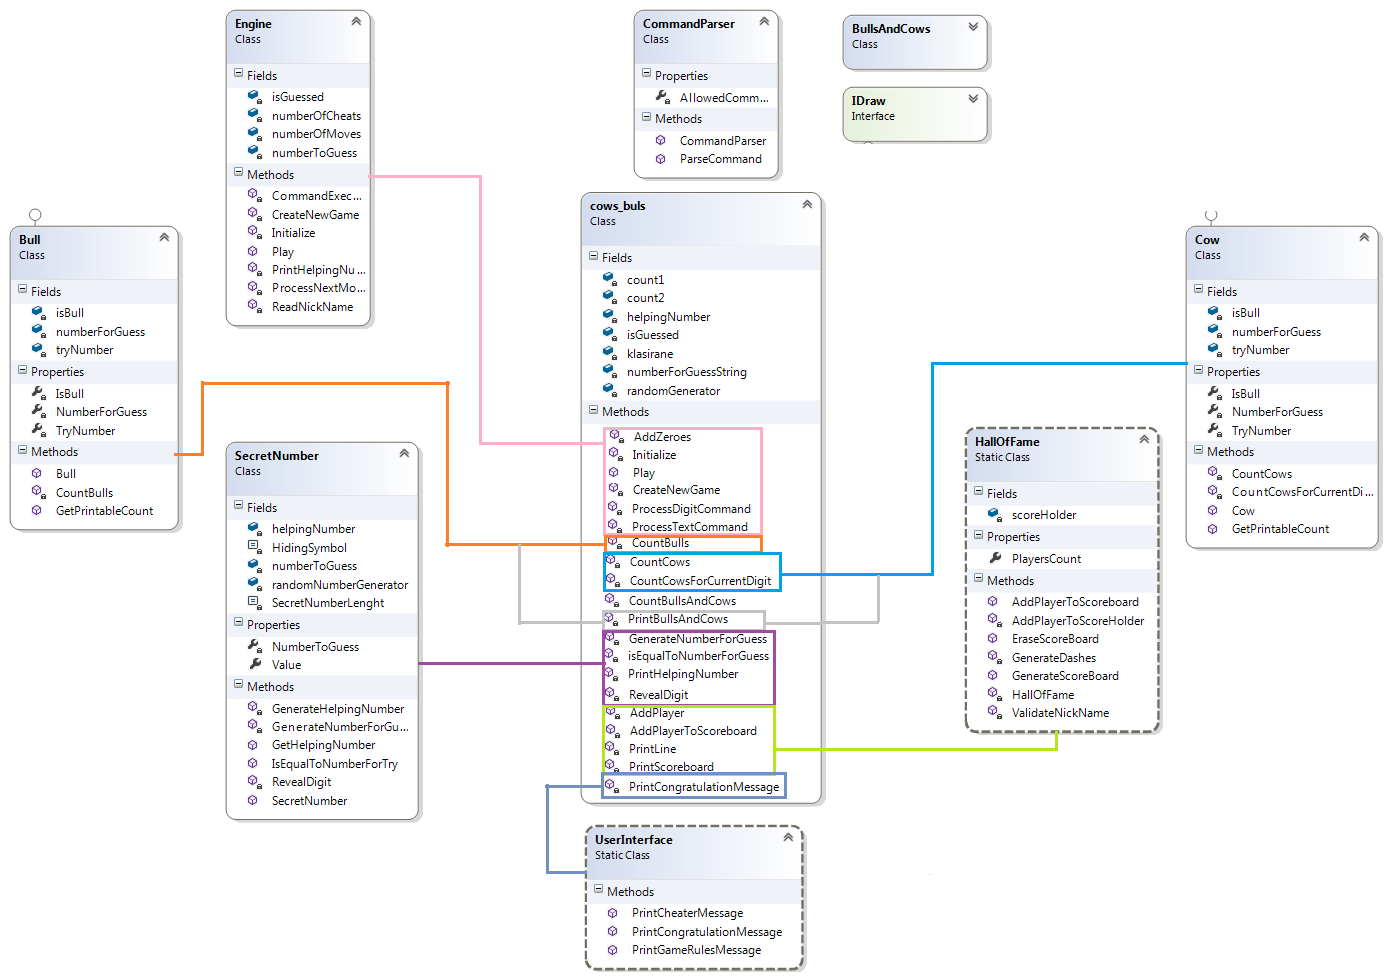 Engine
Class
Fields
isGuessed
numberOfCheats
numberOfMoves
numberToGuess
Methods
CommandExec...
CreateNewGame
Initialize
Play
PrintHelpingNu...
ProcessNextMo...
ReadNickName
CommandParser
Class
Properties
AllowedComm...
Methods
CommandParser
ParseCommand
BullsAndCows
Class
IDraw
Interface
Bull
Class
Fields
isBull
numberForGuess
tryNumber
Properties
IsBull
NumberForGuess
TryNumber
Methods
Bull
CountBulls
GetPrintableCount
SecretNumber
Class
Fields
helpingNumber
HidingSymbol
numberToGuess
randomNumberGenerator
SecretNumberLenght
Properties
NumberToGuess
Value
Methods
GenerateHelpingNumber
GenerateNumberForGu...
GetHelpingNumber
IsEqualToNumberForTry
RevealDigit
SecretNumber
cows_buls
Class
Fields
count1
count2
helpingNumber
isGuessed
klasirane
numberForGuessString
randomGenerator
Methods
AddZeroes
Initialize
Play
CreateNewGame
ProcessDigitCommand
ProcessTextCommand
CountBulls
CountCows
CountCowsForCurrentDigit
CountBullsAndCows
PrintBullsAndCows
GenerateNumberForGuess
isEqualToNumberForGuess
PrintHelpingNumber
RevealDigit
AddPlayer
AddPlayerToScoreboard
PrintLine
PrintScoreboard
PrintCongratulationMessage
UserInterface
Static Class
Methods
PrintCheaterMessage
PrintCongratulationMessage
PrintGameRulesMessage
HallOfFame
Static Class
Fields
scoreHolder
Properties
PlayersCount
Methods
AddPlayerToScoreboard
AddPlayerToScoreHolder
EraseScoreBoard
GenerateDashes
GenerateScoreBoard
HallOfFame
ValidateNickName
Cow
Class
Fields
isBull
numberForGuess
tryNumber
Properties
IsBull
NumberForGuess
TryNumber
Methods
CountCows
CountCowsForCurrentDi...
Cow
GetPrintableCount